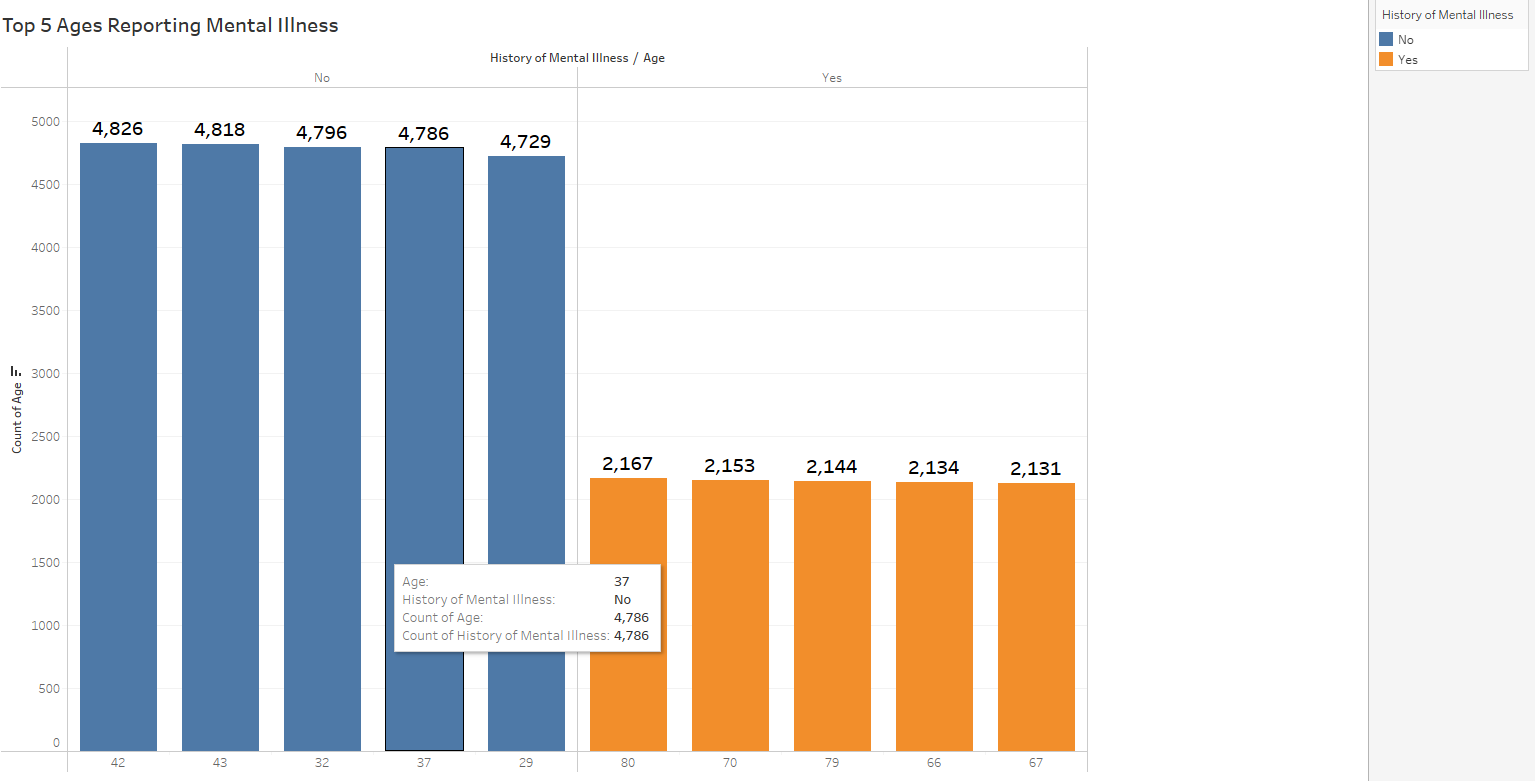 Top 5 Ages Reporting Mental Illness
History of Mental Illness / Age
No
Yes
5000
4500
4000
3500
3000
2500
2000
1500
1000
500
0
Count of Age
4,826
4,818
4,796
4,786
4,729
2,167
2,153
2,144
2,134
2,131
Age: 37
History of Mental Illness: No
Count of Age: 4,786
Count of History of Mental Illness: 4,786
42
43
32
37
29
80
70
79
66
67
History of Mental Illness
No
Yes